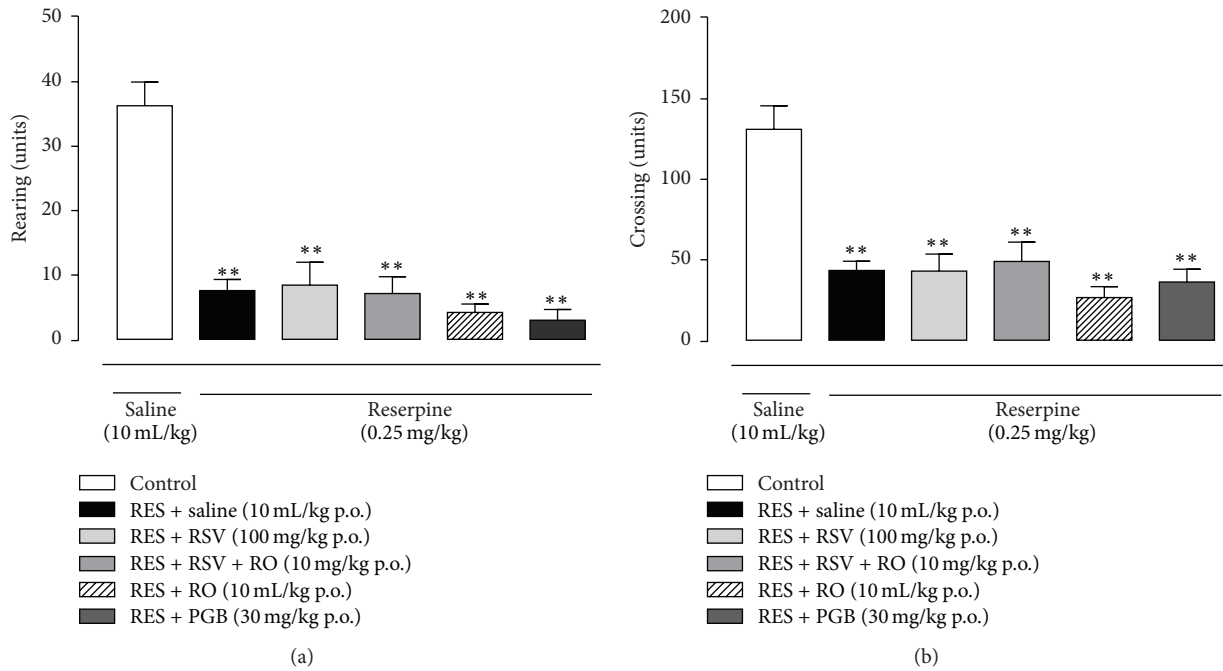 50
40
30
20
10
0
Rearing (units)
**
**
**
**
**
Saline
(10 mL/kg)
Reserpine
(0.25 mg/kg)
Control
RES + saline (10 mL/kg p.o.)
RES + RSV (100 mg/kg p.o.)
RES + RSV + RO (10 mg/kg p.o.)
RES + RO (10 mL/kg p.o.)
RES + PGB (30 mg/kg p.o.)
(a)
200
150
100
50
0
Crossing (units)
**
**
**
**
**
Saline
(10 mL/kg)
Reserpine
(0.25 mg/kg)
Control
RES + saline (10 mL/kg p.o.)
RES + RSV (100 mg/kg p.o.)
RES + RSV + RO (10 mg/kg p.o.)
RES + RO (10 mL/kg p.o.)
RES + PGB (30 mg/kg p.o.)
(b)